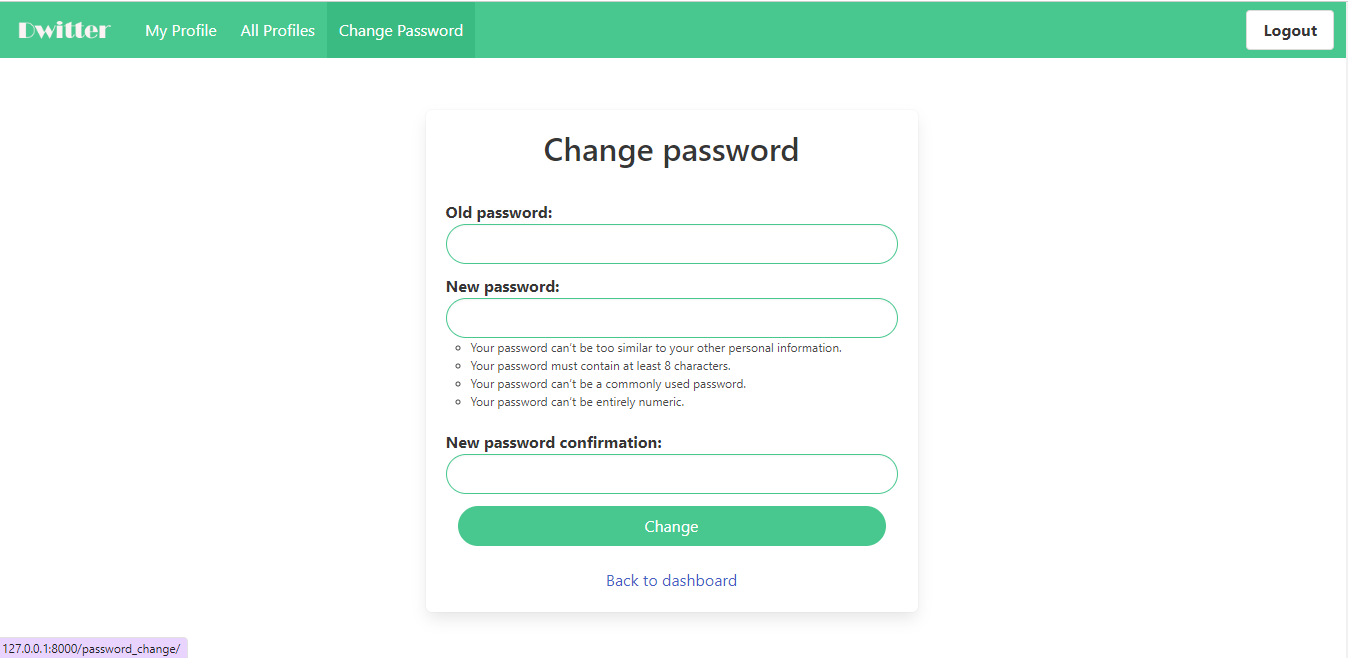 Dwitter My Profile All Profiles Change Password Logout
Change password
Old password:
New password:
Your password can't be too similar to your other personal information.
Your password must contain at least 8 characters.
Your password can't be a commonly used password.
Your password can't be entirely numeric.
New password confirmation:
Change
Back to dashboard
127.0.0.1:8000/password_change/